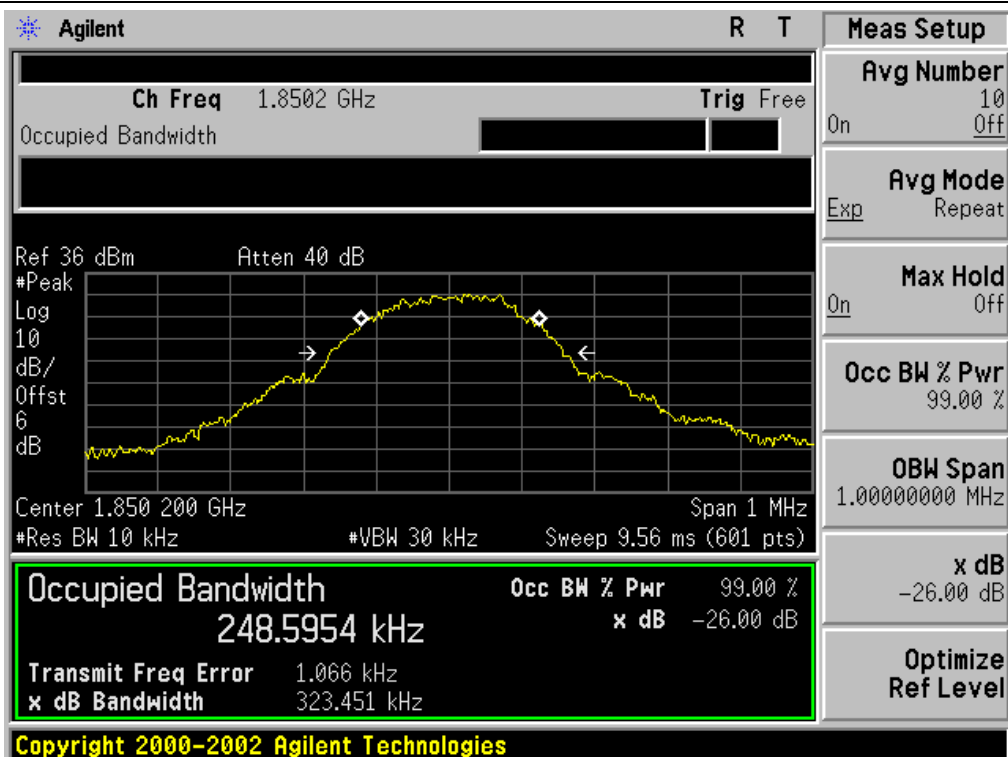 Agilent R T
Ch Freq 1.8502 GHz Trig Free
Occupied Bandwidth
Ref 36 dBm Atten 40 dB
#Peak
Log
10
dB/
Offst
6
dB
Center 1.850 200 GHz Span 1 MHz
#Res BW 10 kHz #VBW 30 kHz Sweep 9.56 ms (601 pts)
Occupied Bandwidth Occ BW % Pwr 99.00 %
248.5954 kHz x dB -26.00 dB
Transmit Freq Error 1.066 kHz
x dB Bandwidth 323.451 kHz
Copyright 2000-2002 Agilent Technologies
Meas Setup
Avg Number
10
On Off
Avg Mode
Exp Repeat
Max Hold
On Off
Occ BW % Pwr
99.00 %
OBW Span
1.00000000 MHz
x dB
-26.00 dB
Optimize
Ref Level